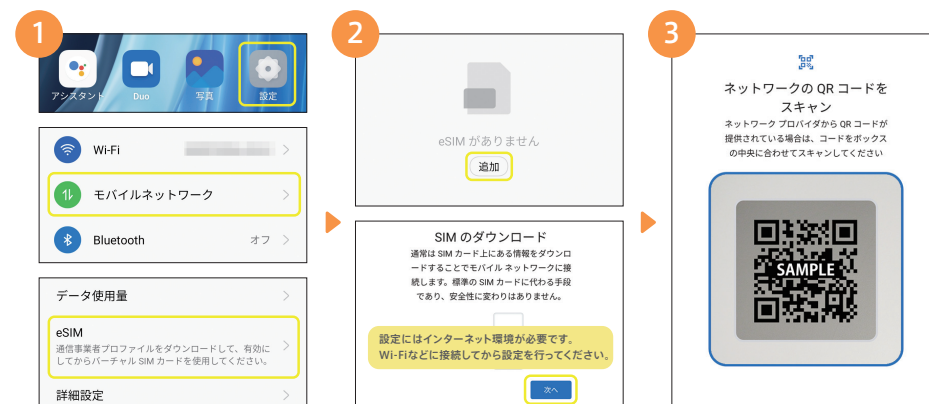 1
アシスタント
Duo
写真
設定
Wi-Fi
モバイルネットワーク
Bluetooth
オフ
データ使用量
eSIM
通信事業者プロファイルをダウンロードして、有効に
してからバーチャル SIM カードを使用してください。
詳細設定
2
eSIM がありません
追加
SIM のダウンロード
通常は SIM カード上にある情報をダウンロ
ードすることでモバイル ネットワークに接
続します。標準の SIM カードに代わる手段
であり、安全性に変わりはありません。
設定にはインターネット環境が必要です。
Wi-Fiなどに接続してから設定を行ってください。
次へ
3
ネットワークの QR コードを
スキャン
ネットワーク プロバイダから QR コードが
提供されている場合は、コードをボックス
の中央に合わせてスキャンしてください
SAMPLE